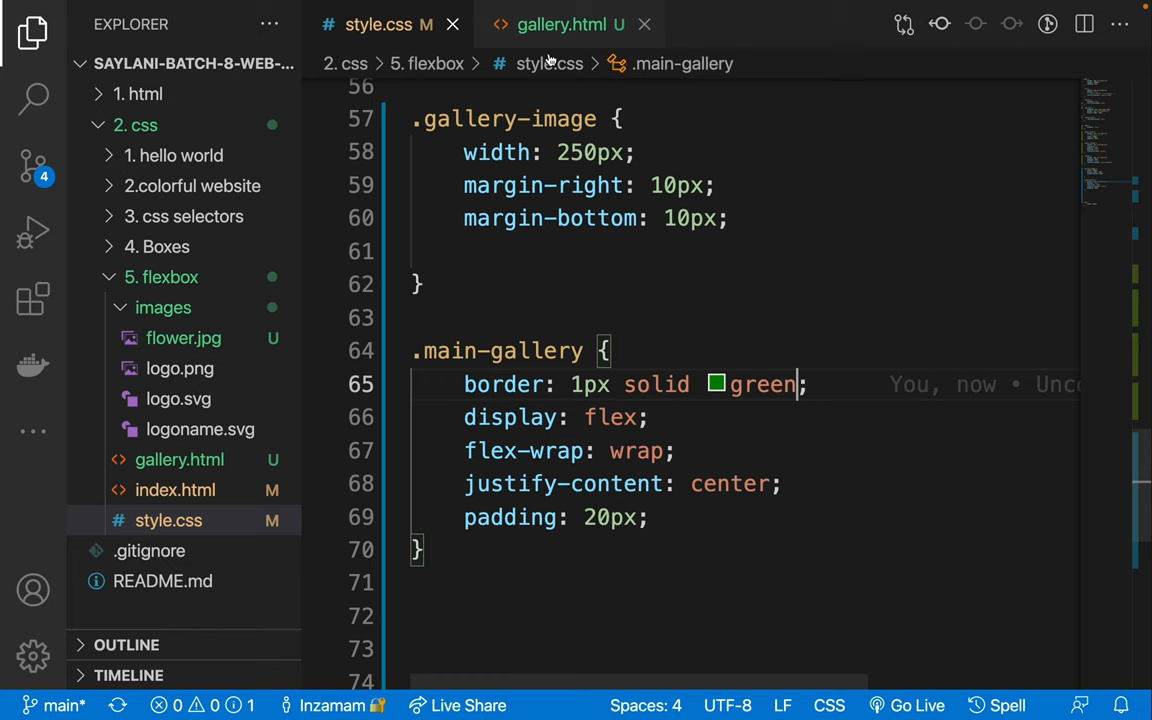 EXPLORER
SAYLANI-BATCH-8-WEB-...
1. html
2. css
1. hello world
2.colorful website
3. css selectors
4. Boxes
5. flexbox
images
flower.jpg U
logo.png
logo.svg
logoname.svg
gallery.html U
index.html M
style.css M
.gitignore
README.md
OUTLINE
TIMELINE
4
# style.css M
<> gallery.html U
2. css > 5. flexbox > # style.css > .main-gallery
56
57 .gallery-image {
58 width: 250px;
59 margin-right: 10px;
60 margin-bottom: 10px;
61
62 }
63
64 .main-gallery {
65 border: 1px solid green; You, now • Unco
66 display: flex;
67 flex-wrap: wrap;
68 justify-content: center;
69 padding: 20px;
70 }
71
72
73
74
main* 0 0 1 Inzamam Live Share Spaces: 4 UTF-8 LF CSS Go Live Spell